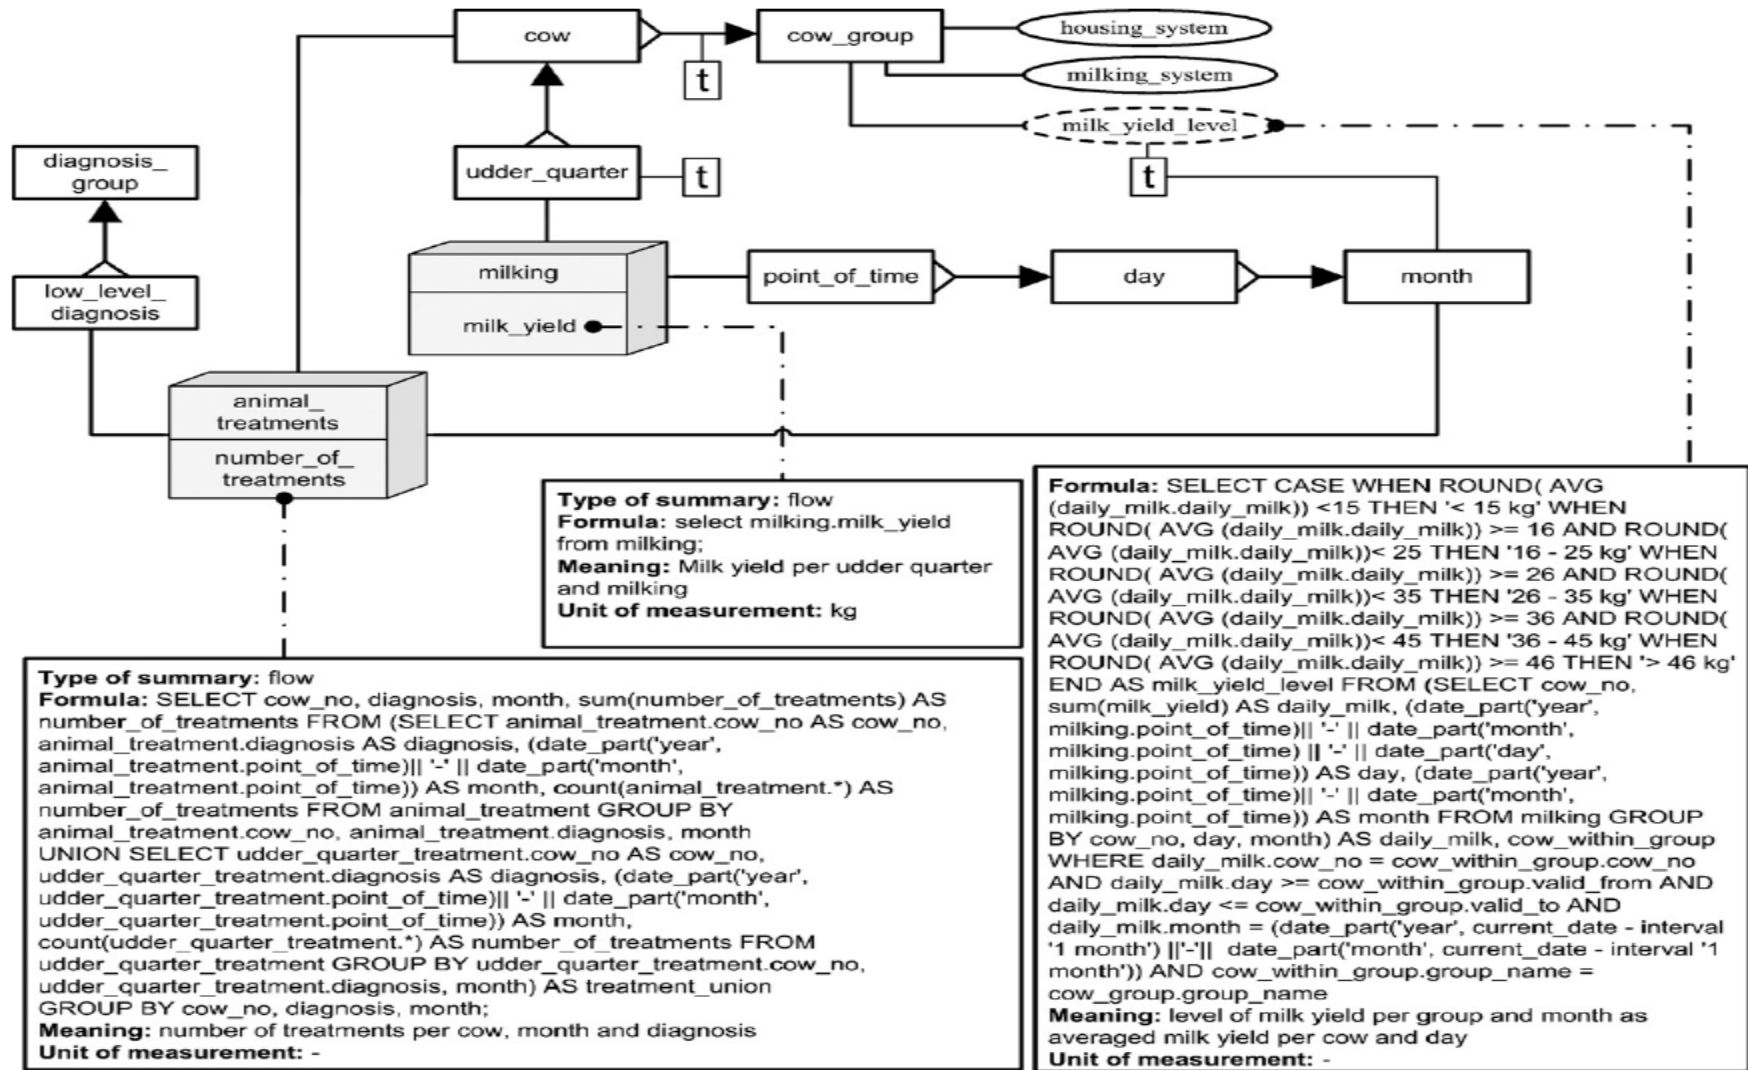 cow
cow_group
housing_system
milking_system
t
milk_yield_level
diagnosis_
group
udder_quarter
t
t
low_level_
diagnosis
milking
milk_yield
point_of_time
day
month
animal_
treatments
number_of_
treatments
Type of summary: flow
Formula: select milking.milk_yield
from milking;
Meaning: Milk yield per udder quarter
and milking
Unit of measurement: kg
Formula: SELECT CASE WHEN ROUND( AVG
(daily_milk.daily_milk)) <15 THEN '< 15 kg' WHEN
ROUND( AVG (daily_milk.daily_milk)) >= 16 AND ROUND(
AVG (daily_milk.daily_milk))< 25 THEN '16 - 25 kg' WHEN
ROUND( AVG (daily_milk.daily_milk)) >= 26 AND ROUND(
AVG (daily_milk.daily_milk))< 35 THEN '26 - 35 kg' WHEN
ROUND( AVG (daily_milk.daily_milk)) >= 36 AND ROUND(
AVG (daily_milk.daily_milk))< 45 THEN '36 - 45 kg' WHEN
ROUND( AVG (daily_milk.daily_milk)) >= 46 THEN '> 46 kg'
END AS milk_yield_level FROM (SELECT cow_no,
sum(milk_yield) AS daily_milk, (date_part('year',
milking.point_of_time)|| '-' || date_part('month',
milking.point_of_time) || '-' || date_part('day',
milking.point_of_time)) AS day, (date_part('year',
milking.point_of_time)|| '-' || date_part('month',
milking.point_of_time)) AS month FROM milking GROUP
BY cow_no, day, month) AS daily_milk, cow_within_group
WHERE daily_milk.cow_no = cow_within_group.cow_no
AND daily_milk.day >= cow_within_group.valid_from AND
daily_milk.day <= cow_within_group.valid_to AND
daily_milk.month = (date_part('year', current_date - interval
'1 month') ||'-'|| date_part('month', current_date - interval '1
month')) AND cow_within_group.group_name =
cow_group.group_name
Meaning: level of milk yield per group and month as
averaged milk yield per cow and day
Unit of measurement: -
Type of summary: flow
Formula: SELECT cow_no, diagnosis, month, sum(number_of_treatments) AS
number_of_treatments FROM (SELECT animal_treatment.cow_no AS cow_no,
animal_treatment.diagnosis AS diagnosis, (date_part('year',
animal_treatment.point_of_time)|| '-' || date_part('month',
animal_treatment.point_of_time)) AS month, count(animal_treatment.*) AS
number_of_treatments FROM animal_treatment GROUP BY
animal_treatment.cow_no, animal_treatment.diagnosis, month
UNION SELECT udder_quarter_treatment.cow_no AS cow_no,
udder_quarter_treatment.diagnosis AS diagnosis, (date_part('year',
udder_quarter_treatment.point_of_time)|| '-' || date_part('month',
udder_quarter_treatment.point_of_time)) AS month,
count(udder_quarter_treatment.*) AS number_of_treatments FROM
udder_quarter_treatment GROUP BY udder_quarter_treatment.cow_no,
udder_quarter_treatment.diagnosis, month) AS treatment_union
GROUP BY cow_no, diagnosis, month;
Meaning: number of treatments per cow, month and diagnosis
Unit of measurement: -